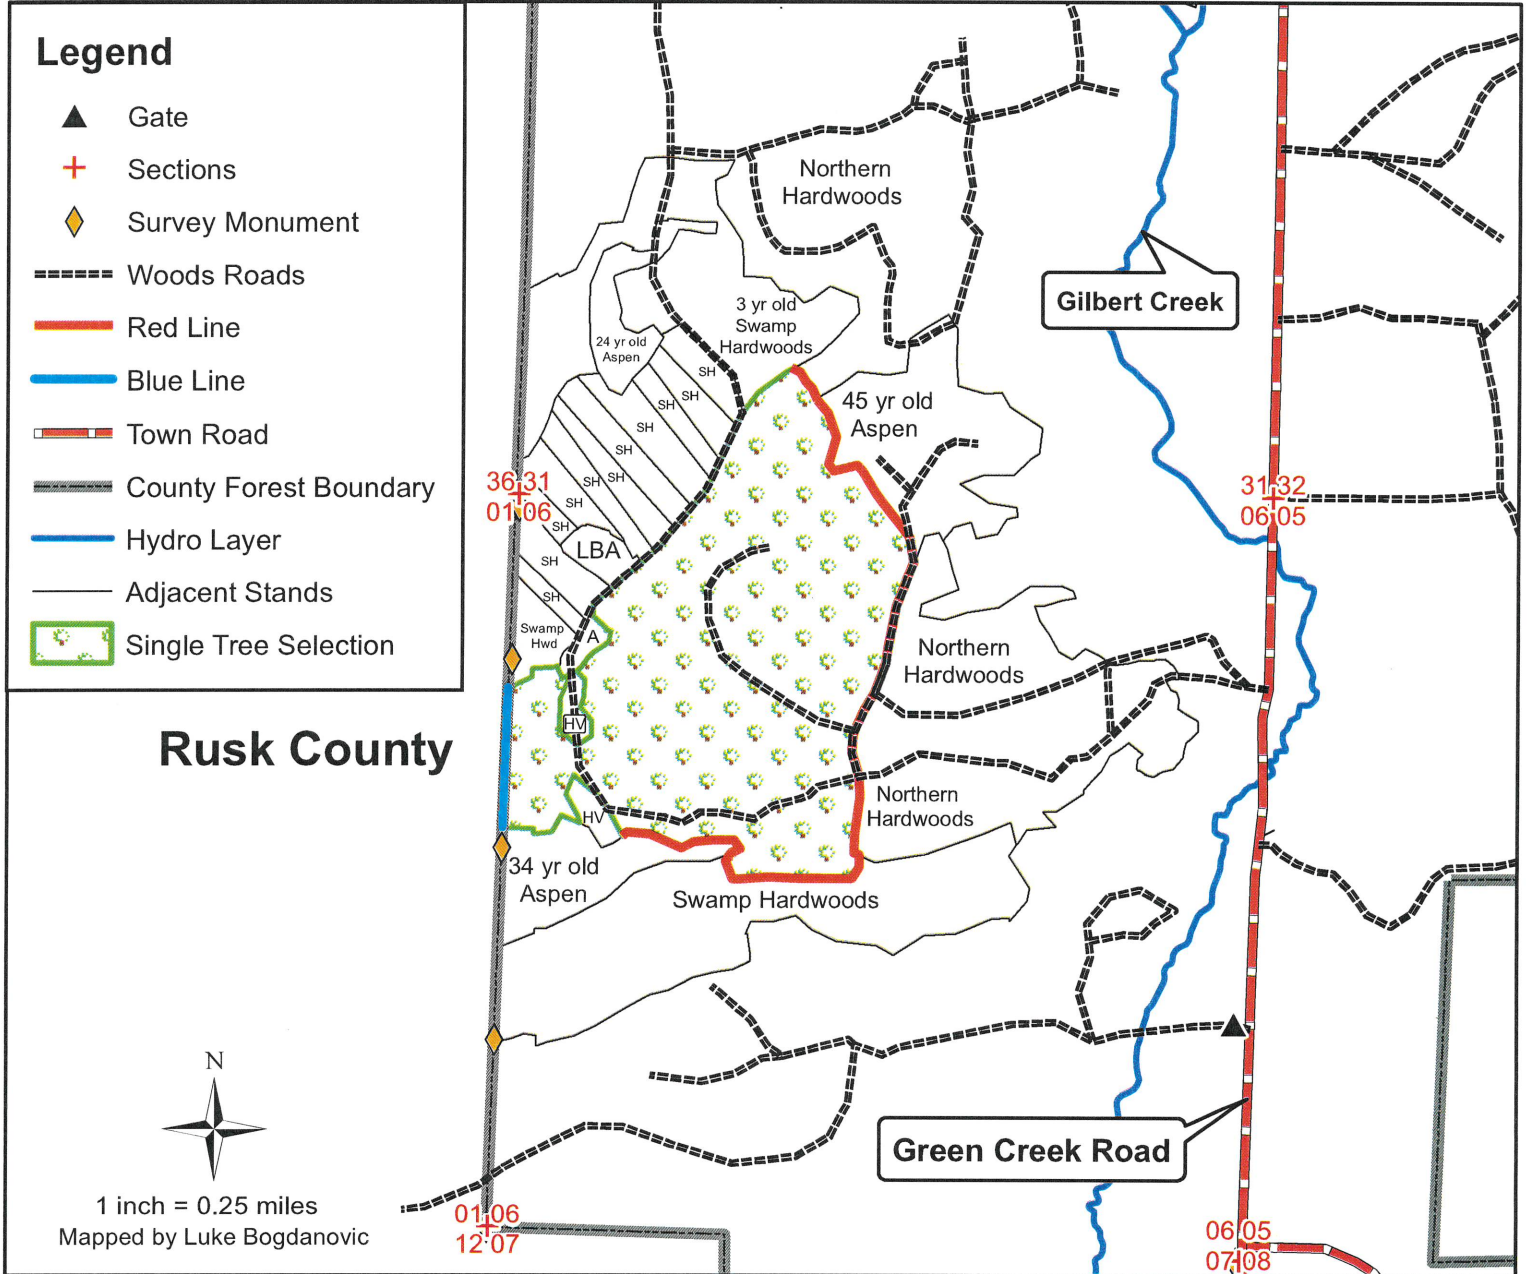 Legend
Gate
Sections
Survey Monument
Woods Roads
Red Line
Blue Line
Town Road
County Forest Boundary
Hydro Layer
Adjacent Stands
Single Tree Selection
Northern
Hardwoods
Gilbert Creek
3 yr old
Swamp
Hardwoods
24 yr old
Aspen
SH
SH
SH
SH
SH
SH
SH
SH
SH
SH
SH
45 yr old
Aspen
36 31
01 06
31 32
06 05
LBA
Swamp
Hwd
A
Northern
Hardwoods
HV
Rusk County
HV
Northern
Hardwoods
34 yr old
Aspen
Swamp Hardwoods
N
Green Creek Road
1 inch = 0.25 miles
Mapped by Luke Bogdanovic
01 06
12 07
06 05
07 08